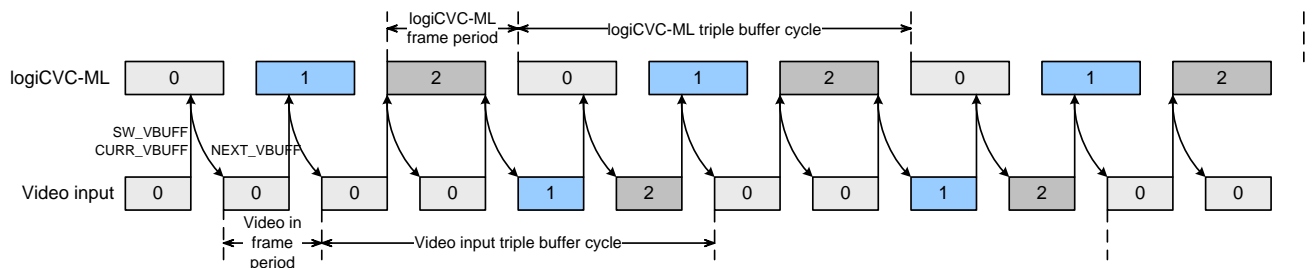 logiCVC-ML
frame period
logiCVC-ML triple buffer cycle
logiCVC-ML
0
1
2
0
1
2
0
1
2
SW_VBUFF
CURR_VBUFF
NEXT_VBUFF
Video input
0
0
0
0
1
2
0
0
1
2
0
0
Video in
frame
period
Video input triple buffer cycle